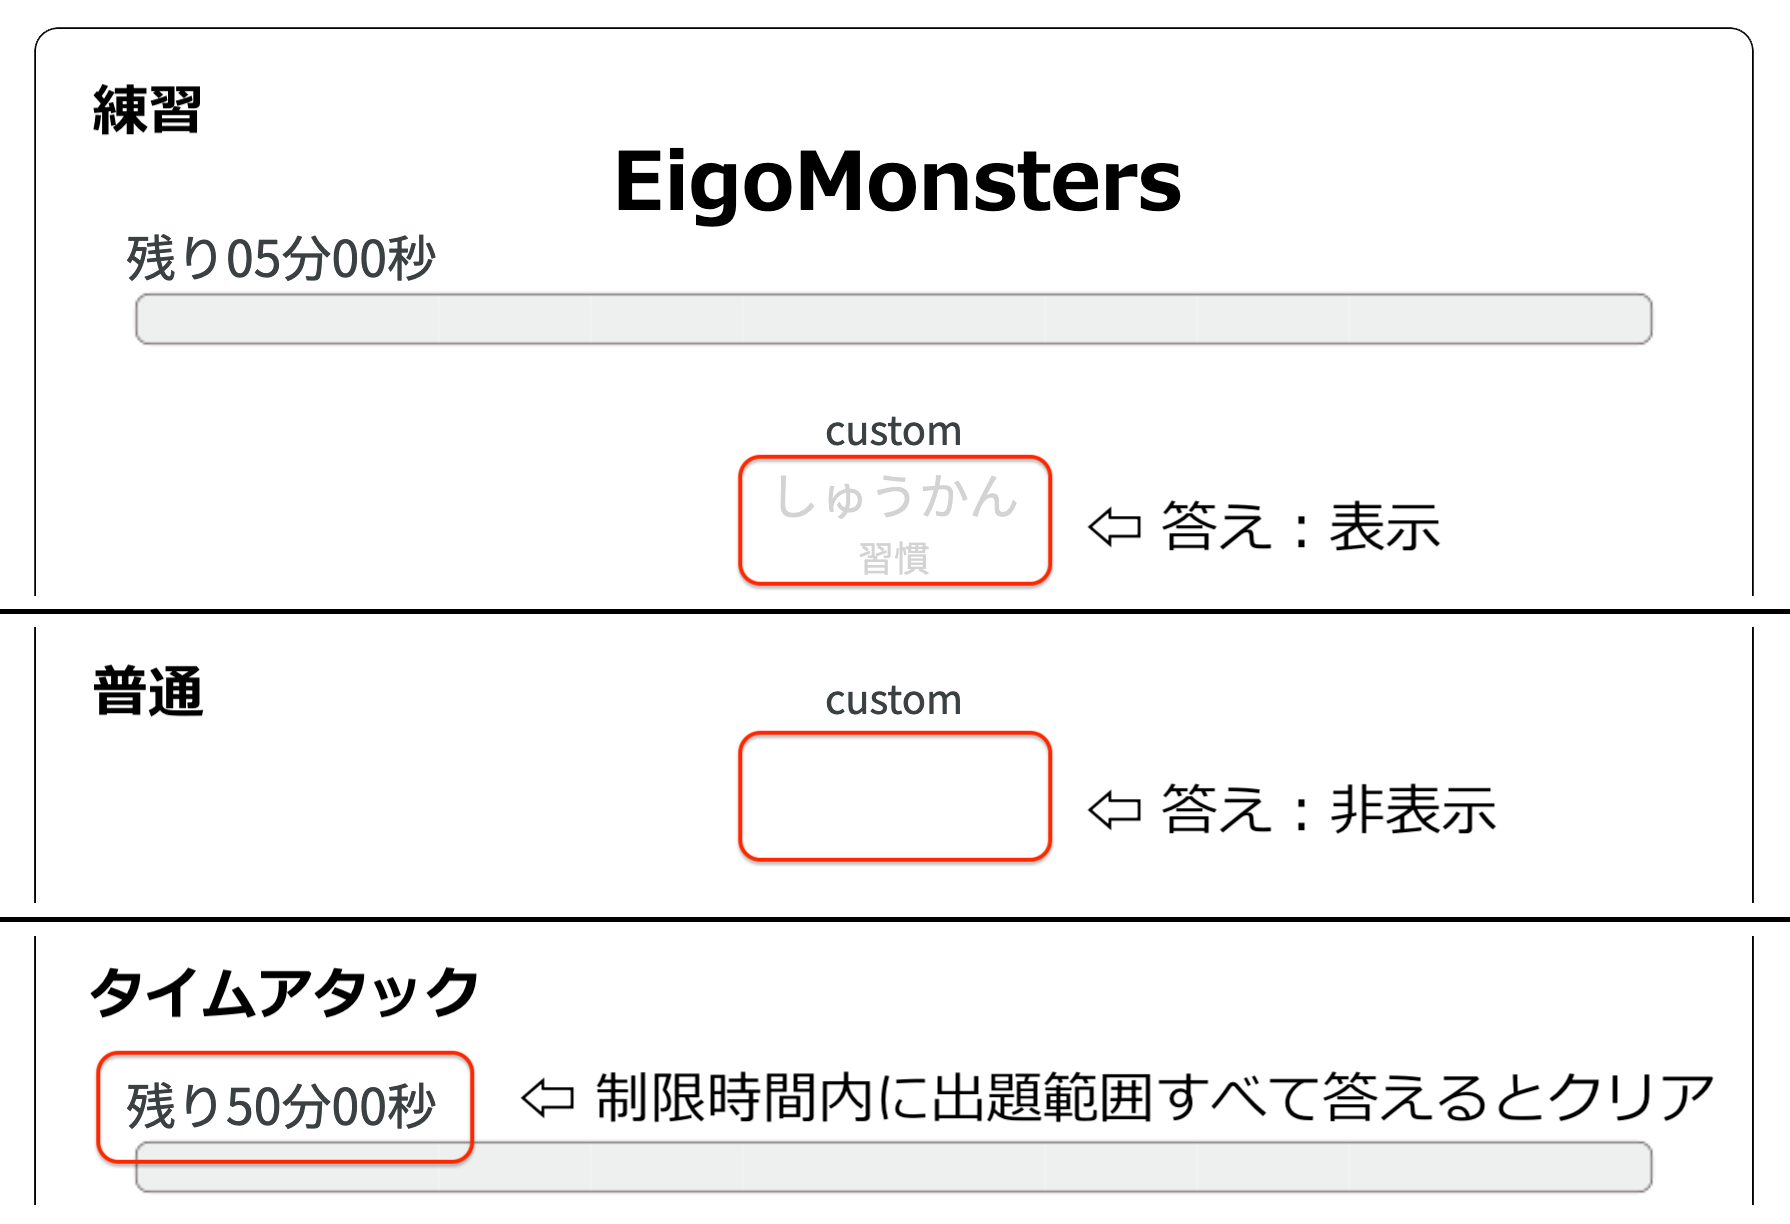 練習
EigoMonsters
残り05分00秒
custom
しゅうかん
習慣
⇦ 答え：表示
普通
custom
⇦ 答え：非表示
タイムアタック
残り50分00秒
⇦ 制限時間内に出題範囲すべて答えるとクリア